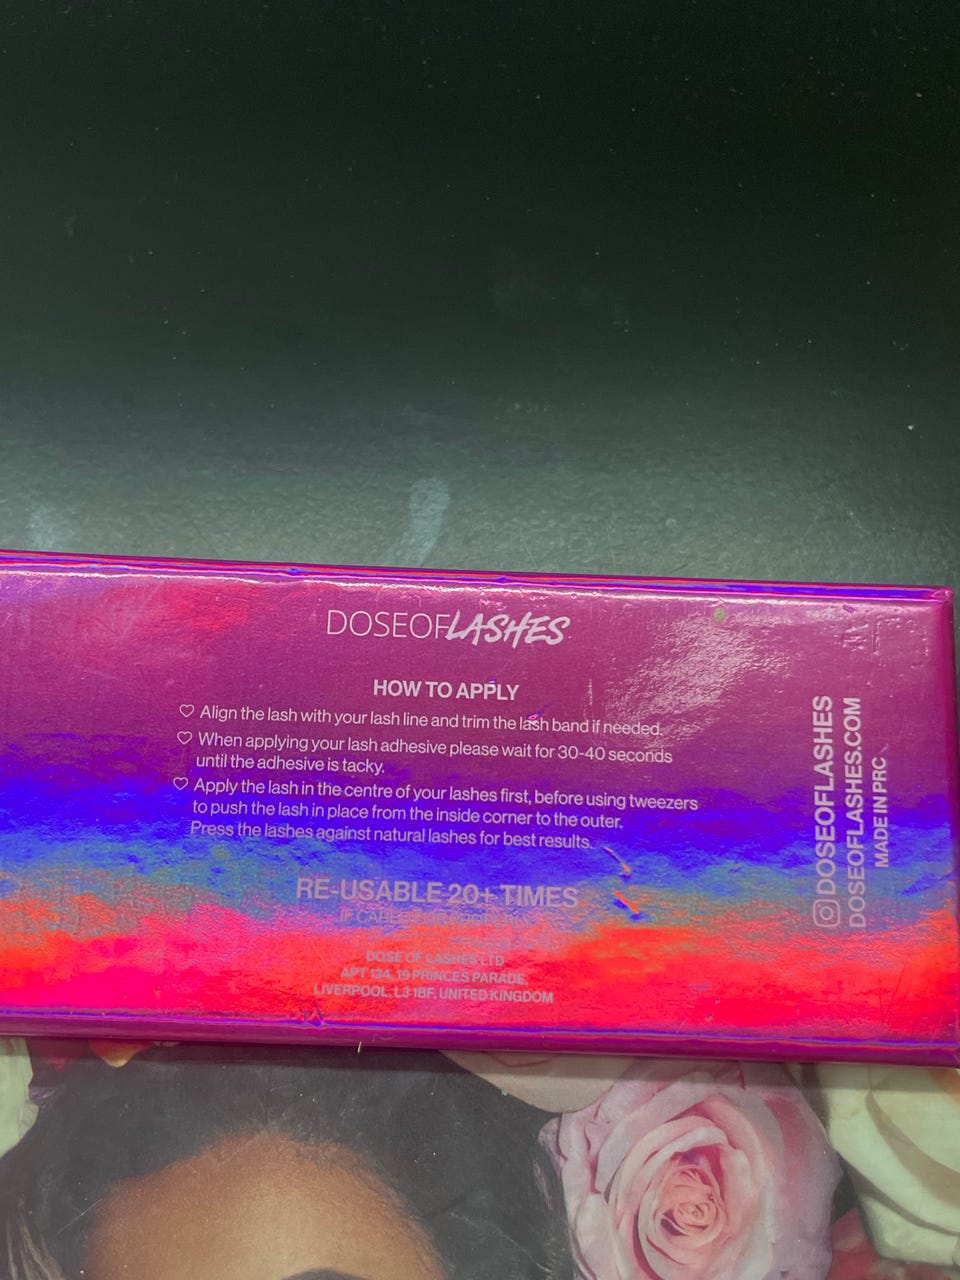 DOSEOFLASHES
HOW TO APPLY
♡ Align the lash with your lash line and trim the lash band if needed.
♡ When applying your lash adhesive please wait for 30-40 seconds
until the adhesive is tacky.
♡ Apply the lash in the centre of your lashes first, before using tweezers
to push the lash in place from the inside corner to the outer.
Press the lashes against natural lashes for best results.
RE-USABLE 20+ TIMES
IF CARED FOR PROPERLY
DOSE OF LASHES LTD
APT 134, 19 PRINCES PARADE,
LIVERPOOL, L3 1BF, UNITED KINGDOM
DOSEOFLASHES
DOSEOFLASHES.COM
MADE IN PRC